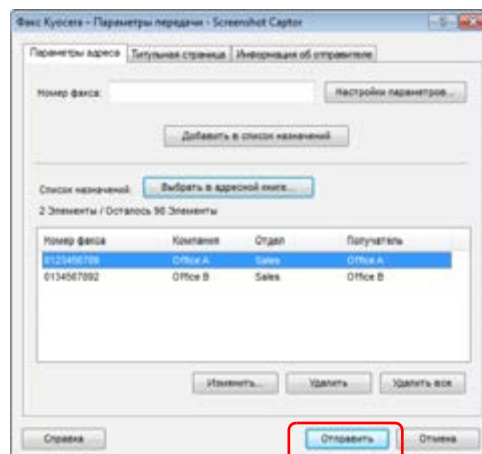 Факс Kyocera – Параметры передачи - Screenshot Captor
Параметры адреса Титульная страница Информация об отправителе
Номер факса: Настройки параметров...
Добавить в список назначений
Список назначений: Выбрать в адресной книге...
2 Элементы / Осталось 98 Элементы
Номер факса Компания Отдел Получатель
0123456789 Office A Sales Office A
0134567892 Office B Sales Office B
Изменить... Удалить Удалить все
Справка Отправить Отмена